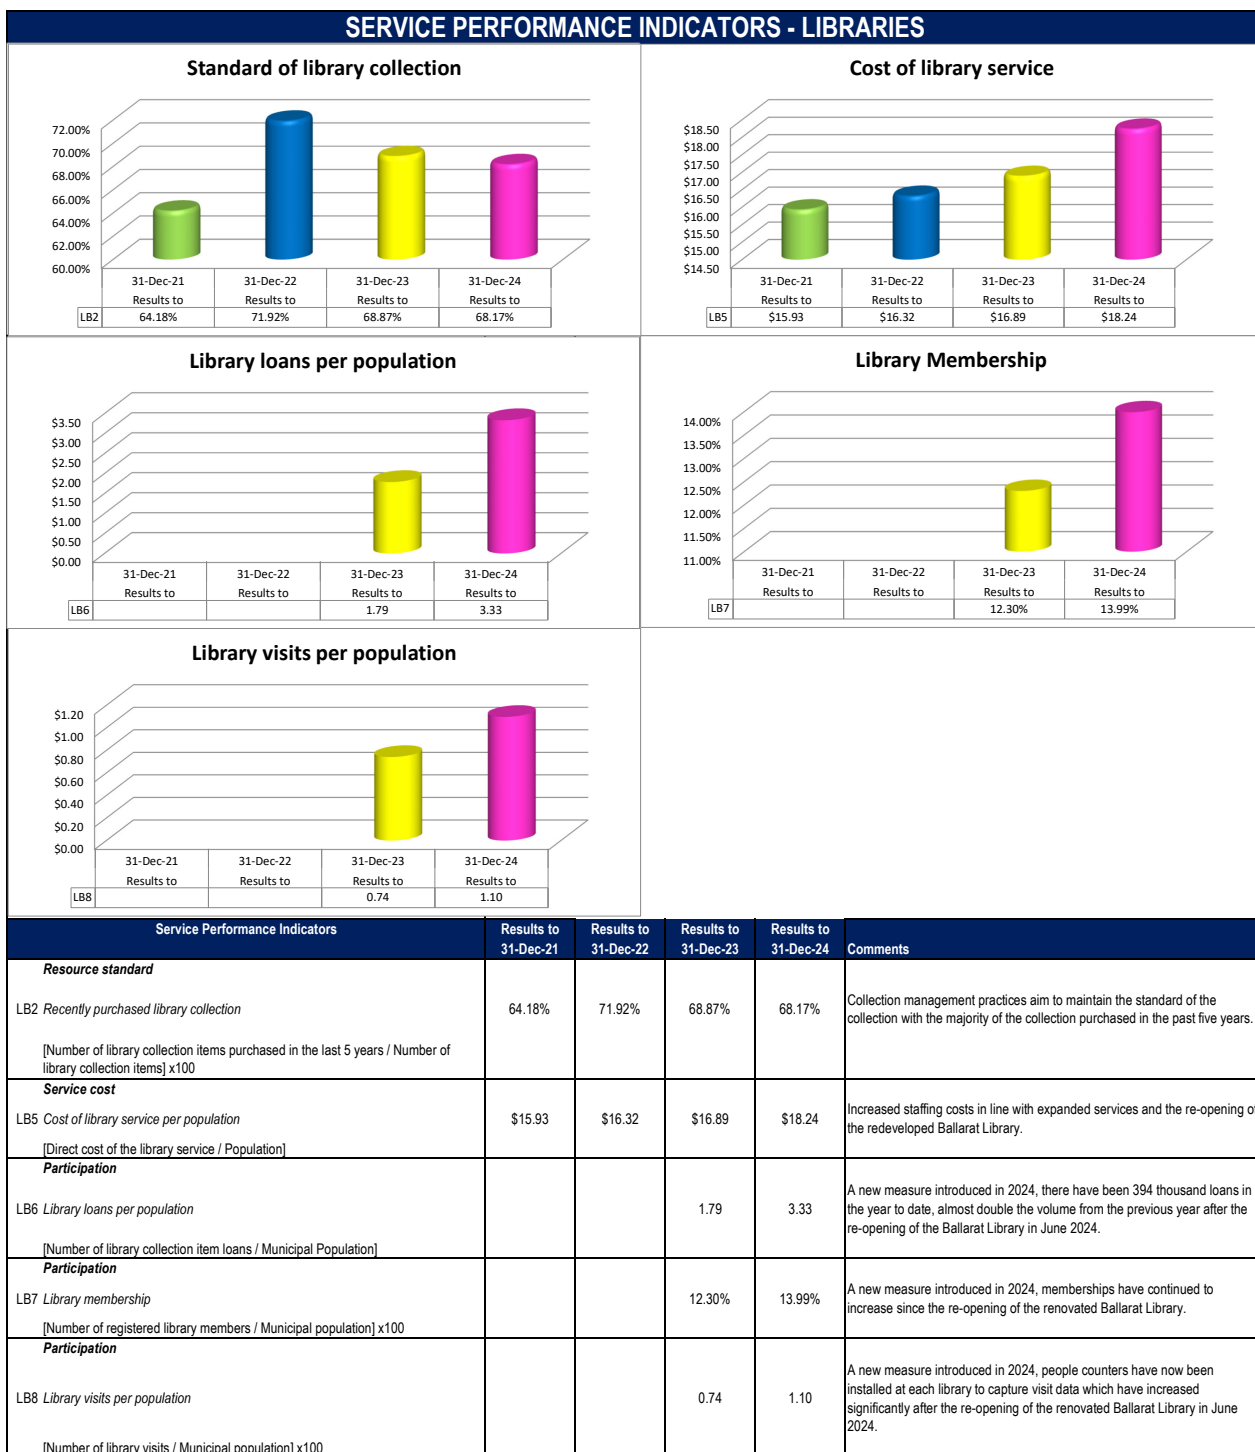 SERVICE PERFORMANCE INDICATORS - LIBRARIES
Standard of library collection
72.00%
70.00%
68.00%
66.00%
64.00%
62.00%
60.00%
31-Dec-21 31-Dec-22 31-Dec-23 31-Dec-24
Results to Results to Results to Results to
LB2 64.18% 71.92% 68.87% 68.17%
Cost of library service
$18.50
$18.00
$17.50
$17.00
$16.50
$16.00
$15.50
$15.00
$14.50
31-Dec-21 31-Dec-22 31-Dec-23 31-Dec-24
Results to Results to Results to Results to
LB5 $15.93 $16.32 $16.89 $18.24
Library loans per population
$3.50
$3.00
$2.50
$2.00
$1.50
$1.00
$0.50
$0.00
31-Dec-21 31-Dec-22 31-Dec-23 31-Dec-24
Results to Results to Results to Results to
LB6 1.79 3.33
Library Membership
14.00%
13.50%
13.00%
12.50%
12.00%
11.50%
11.00%
31-Dec-21 31-Dec-22 31-Dec-23 31-Dec-24
Results to Results to Results to Results to
LB7 12.30% 13.99%
Library visits per population
$1.20
$1.00
$0.80
$0.60
$0.40
$0.20
$0.00
31-Dec-21 31-Dec-22 31-Dec-23 31-Dec-24
Results to Results to Results to Results to
LB8 0.74 1.10
Service Performance Indicators Results to Results to Results to Results to
31-Dec-21 31-Dec-22 31-Dec-23 31-Dec-24 Comments
Resource standard
LB2 Recently purchased library collection 64.18% 71.92% 68.87% 68.17%
Collection management practices aim to maintain the standard of the
collection with the majority of the collection purchased in the past five years.
[Number of library collection items purchased in the last 5 years / Number of
library collection items] x100
Service cost
LB5 Cost of library service per population $15.93 $16.32 $16.89 $18.24
Increased staffing costs in line with expanded services and the re-opening of
the redeveloped Ballarat Library.
[Direct cost of the library service / Population]
Participation
LB6 Library loans per population 1.79 3.33
A new measure introduced in 2024, there have been 394 thousand loans in
the year to date, almost double the volume from the previous year after the
re-opening of the Ballarat Library in June 2024.
[Number of library collection item loans / Municipal Population]
Participation
LB7 Library membership 12.30% 13.99%
A new measure introduced in 2024, memberships have continued to
increase since the re-opening of the renovated Ballarat Library.
[Number of registered library members / Municipal population] x100
Participation
LB8 Library visits per population 0.74 1.10
A new measure introduced in 2024, people counters have now been
installed at each library to capture visit data which have increased
significantly after the re-opening of the renovated Ballarat Library in June
2024.
[Number of library visits / Municipal population] x100